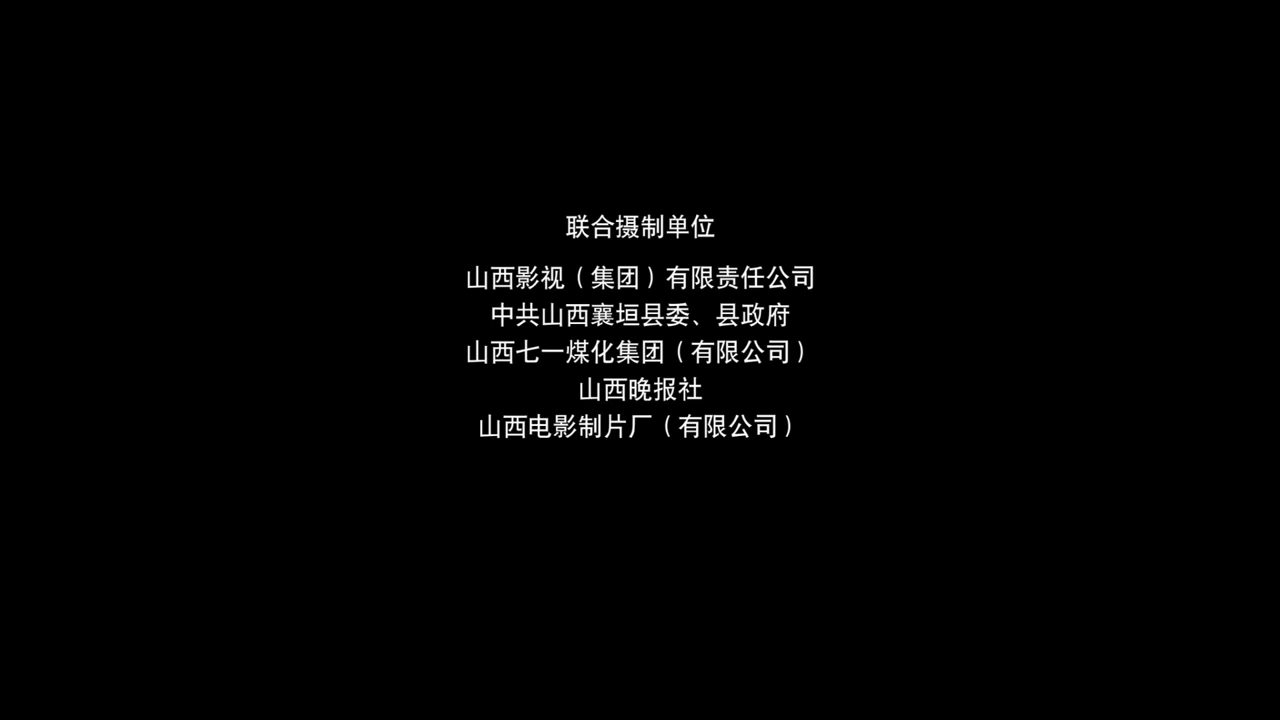 联合摄制单位
山西影视（集团）有限责任公司
中共山西襄垣县委、县政府
山西七一煤化集团（有限公司）
山西晚报社
山西电影制片厂（有限公司）